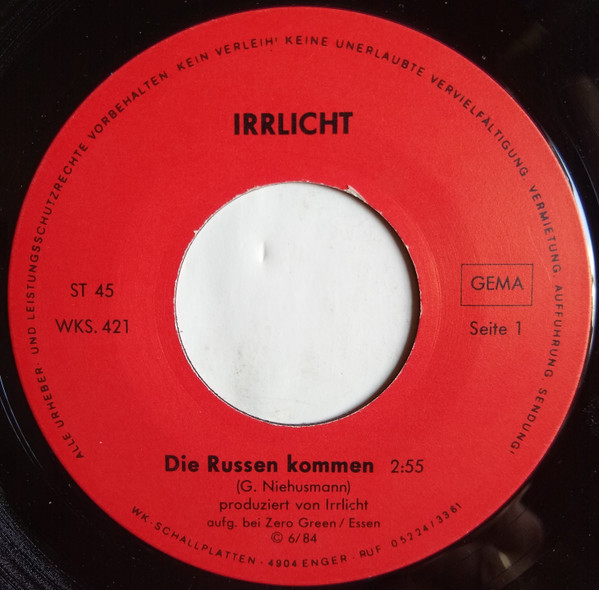 ALLE URHEBER- UND LEISTUNGSSCHUTZRECHTE VORBEHALTEN. KEIN VERLEIH! KEINE UNERLAUBTE VERVIELFÄLTIGUNG, VERMIETUNG, AUFFÜHRUNG, SENDUNG!
IRRLICHT
ST 45
WKS. 421
GEMA
Seite 1
Die Russen kommen 2:55
(G. Niehusmann)
produziert von Irrlicht
aufg. bei Zero Green / Essen
© 6/84
WK-SCHALLPLATTEN · 4904 ENGER · RUF 05224/3361